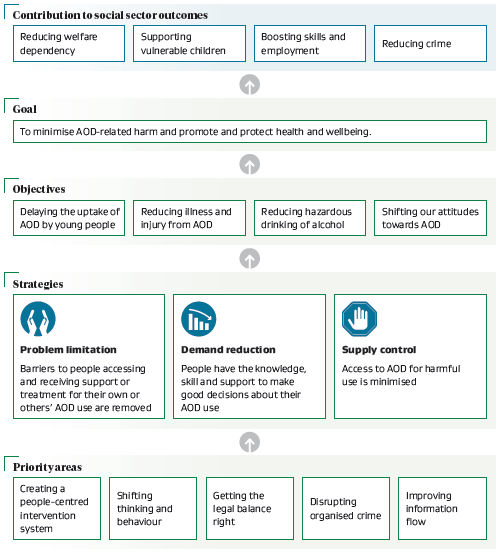 Contribution to social sector outcomes
Reducing welfare
dependency
Supporting
vulnerable children
Boosting skills and
employment
Reducing crime
Goal
To minimise AOD-related harm and promote and protect health and wellbeing.
Objectives
Delaying the uptake of
AOD by young people
Reducing illness and
injury from AOD
Reducing hazardous
drinking of alcohol
Shifting our attitudes
towards AOD
Strategies
Problem limitation
Barriers to people accessing
and receiving support or
treatment for their own or
others’ AOD use are removed
Demand reduction
People have the knowledge,
skill and support to make
good decisions about their
AOD use
Supply control
Access to AOD for harmful
use is minimised
Priority areas
Creating a
people-centred
intervention
system
Shifting
thinking and
behaviour
Getting the
legal balance
right
Disrupting
organised crime
Improving
information
flow